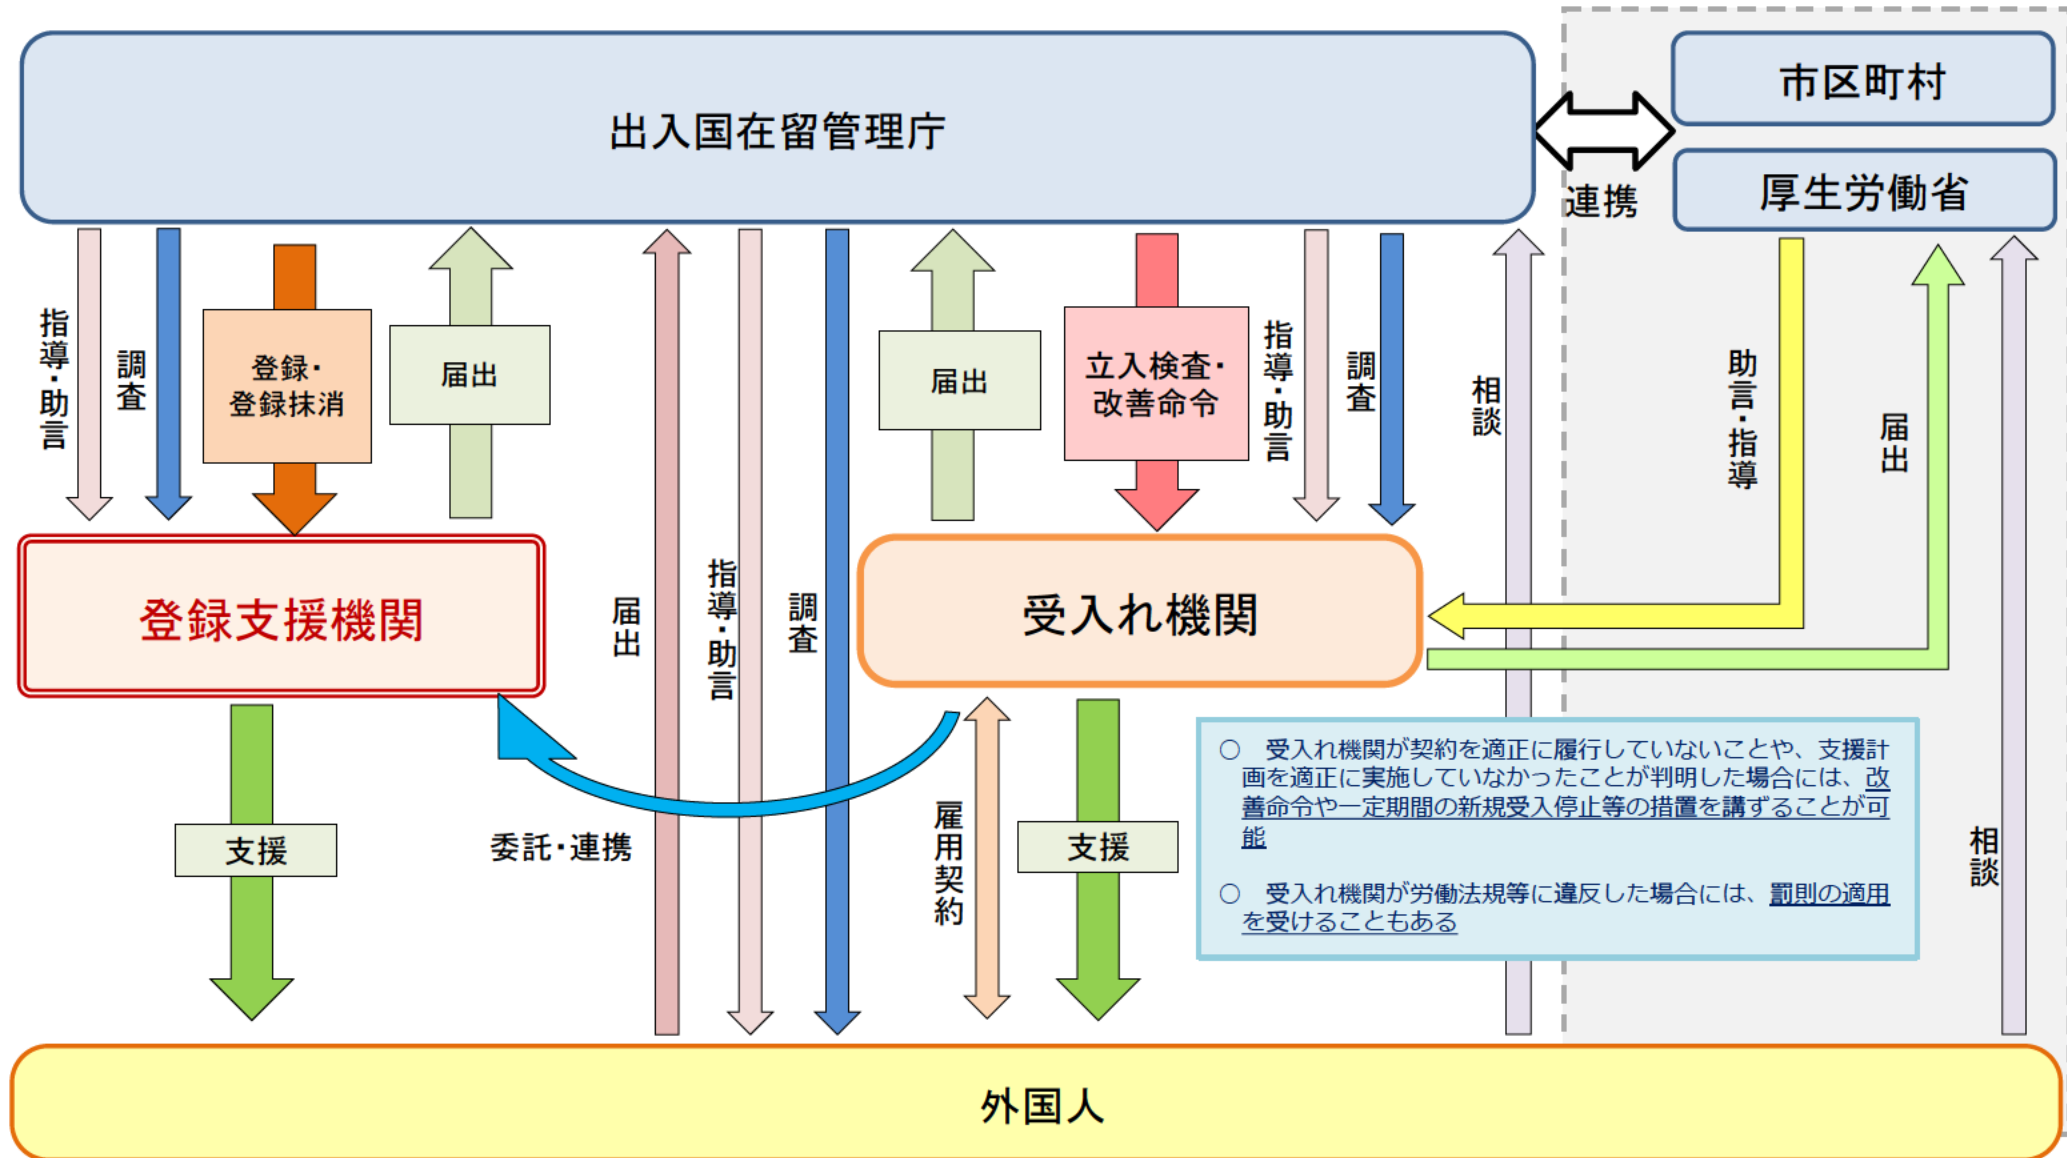 出入国在留管理庁
市区町村
厚生労働省
連携
指導・助言
調査
登録・
登録抹消
届出
届出
指導・助言
調査
届出
立入検査・
改善命令
指導・助言
調査
相談
助言・指導
届出
相談
登録支援機関
受入れ機関
支援
委託・連携
雇用契約
支援
○　受入れ機関が契約を適正に履行していないことや、支援計
画を適正に実施していなかったことが判明した場合には、改
善命令や一定期間の新規受入停止等の措置を講ずることが可
能
○　受入れ機関が労働法規等に違反した場合には、罰則の適用
を受けることもある
外国人